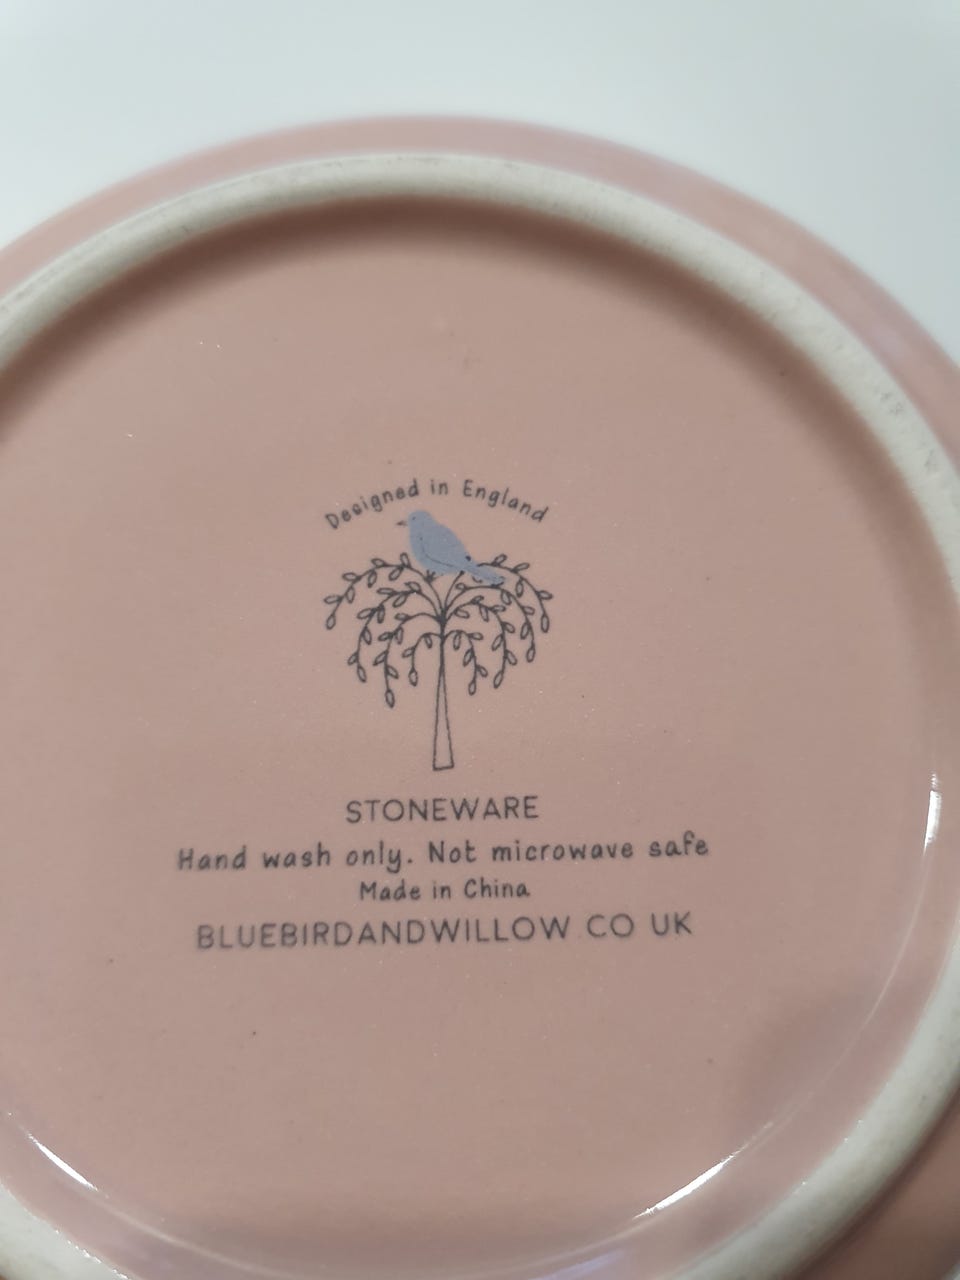 Designed in England
STONEWARE
Hand wash only. Not microwave safe
Made in China
BLUEBIRDANDWILLOW.CO UK